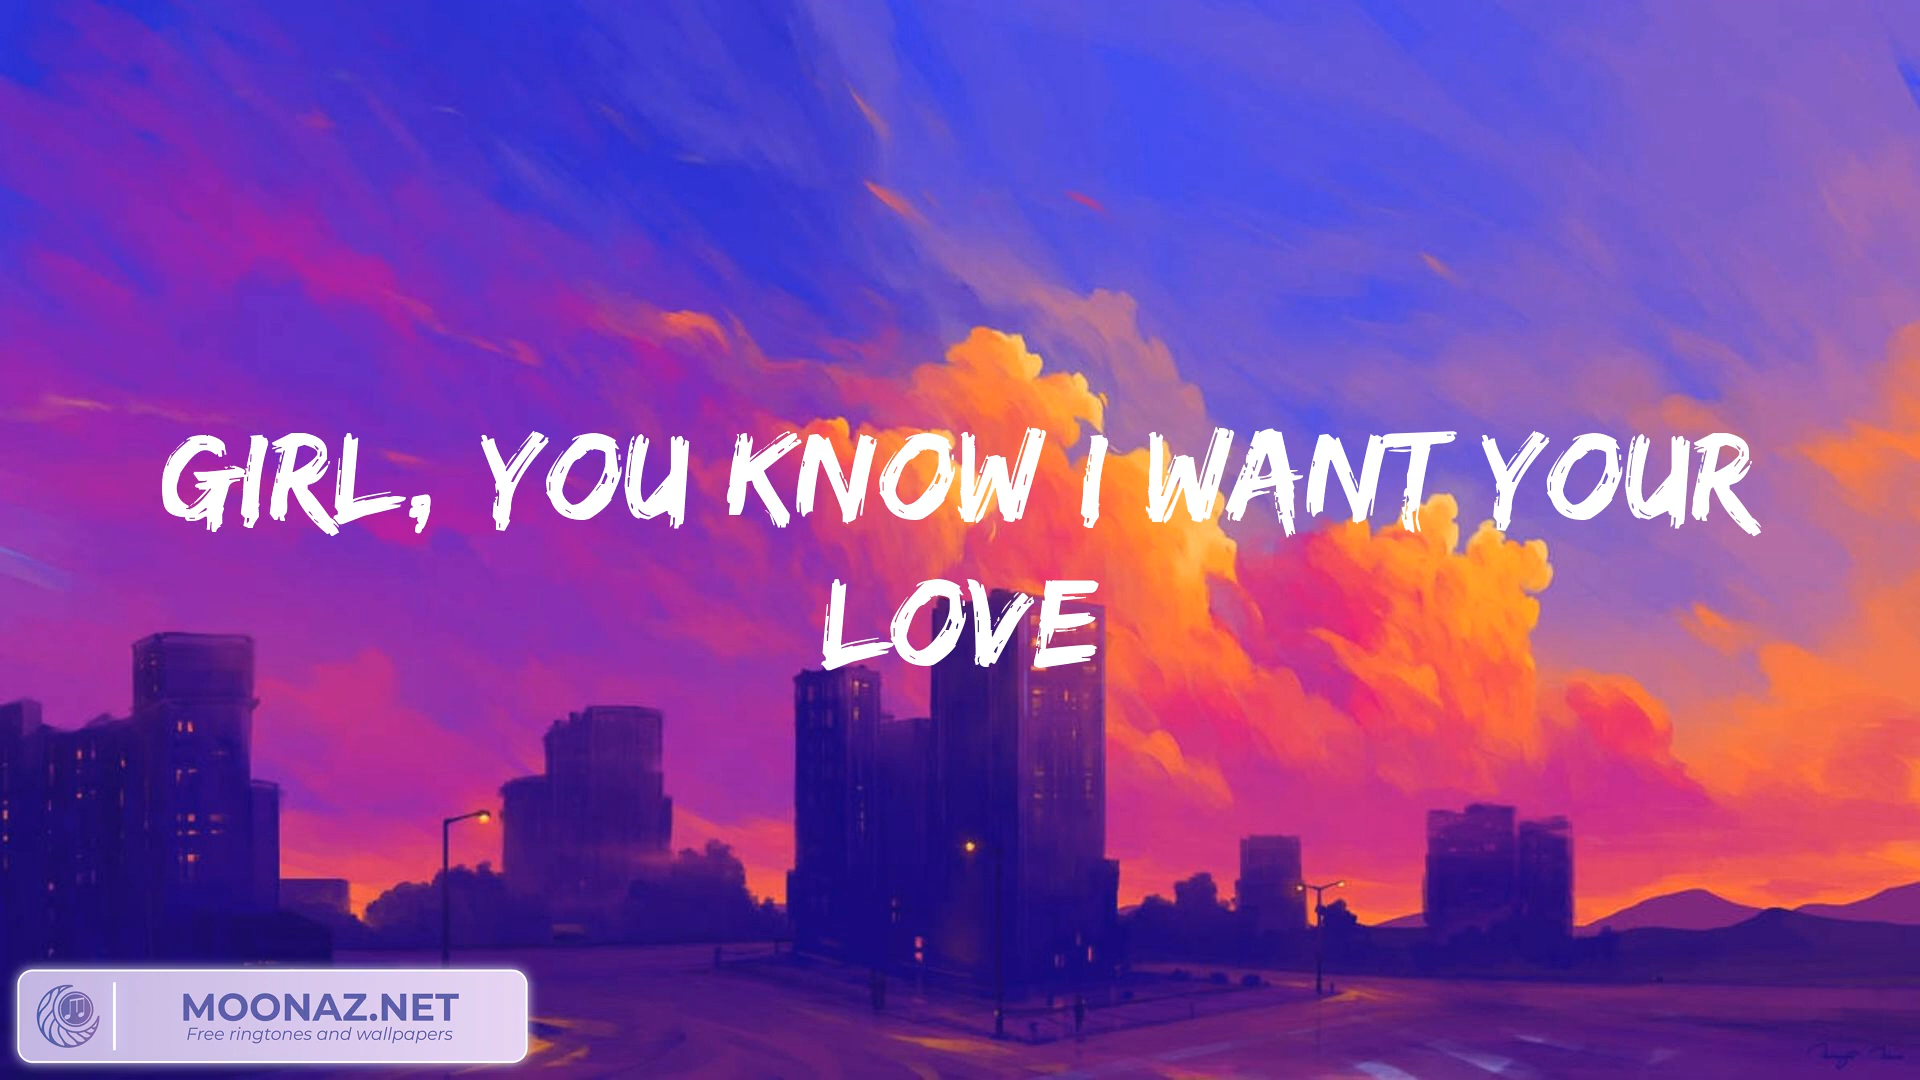 GIRL, YOU KNOW I WANT YOUR
LOVE
MOONAZ.NET
Free ringtones and wallpapers